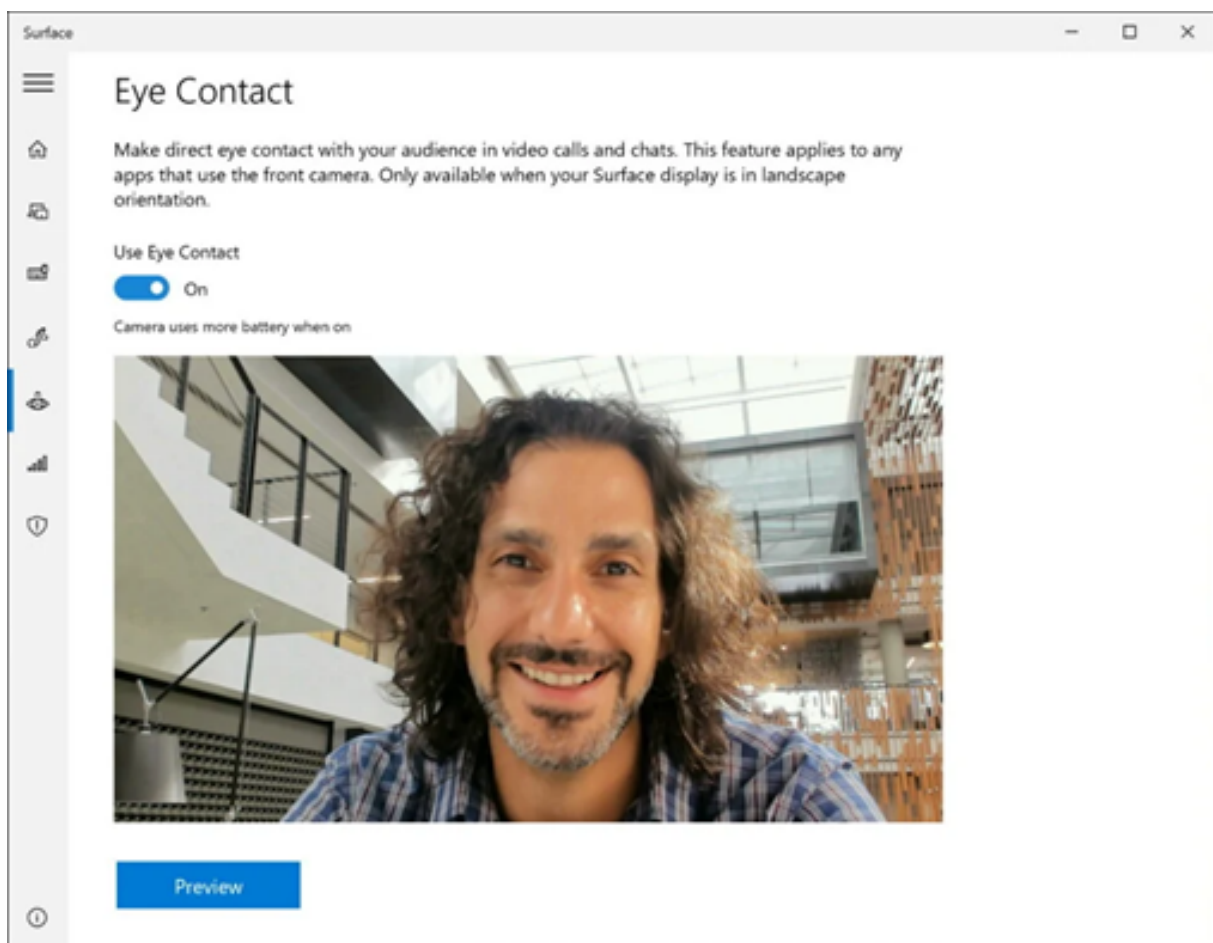 Surface
Eye Contact
Make direct eye contact with your audience in video calls and chats. This feature applies to any
apps that use the front camera. Only available when your Surface display is in landscape
orientation.
Use Eye Contact
On
Camera uses more battery when on
Preview